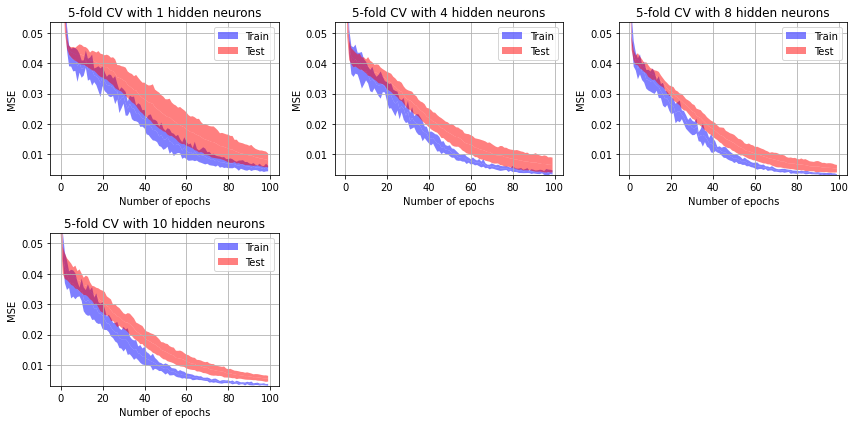 5-fold CV with 1 hidden neurons
0.05
0.04
0.03
0.02
0.01
MSE
Train
Test
0 20 40 60 80 100
Number of epochs
5-fold CV with 4 hidden neurons
0.05
0.04
0.03
0.02
0.01
MSE
Train
Test
0 20 40 60 80 100
Number of epochs
5-fold CV with 8 hidden neurons
0.05
0.04
0.03
0.02
0.01
MSE
Train
Test
0 20 40 60 80 100
Number of epochs
5-fold CV with 10 hidden neurons
0.05
0.04
0.03
0.02
0.01
MSE
Train
Test
0 20 40 60 80 100
Number of epochs